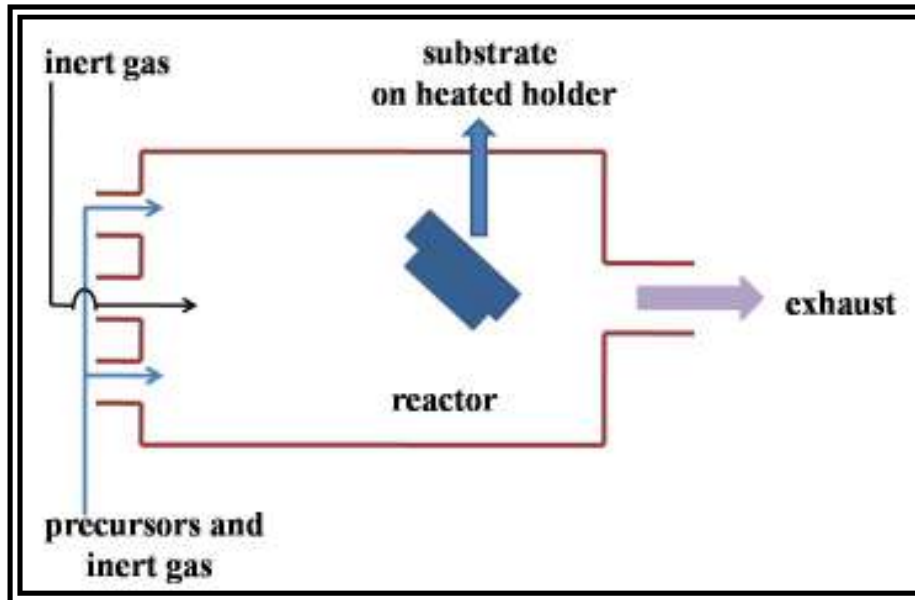 inert gas
substrate
on heated holder
exhaust
reactor
precursors and
inert gas